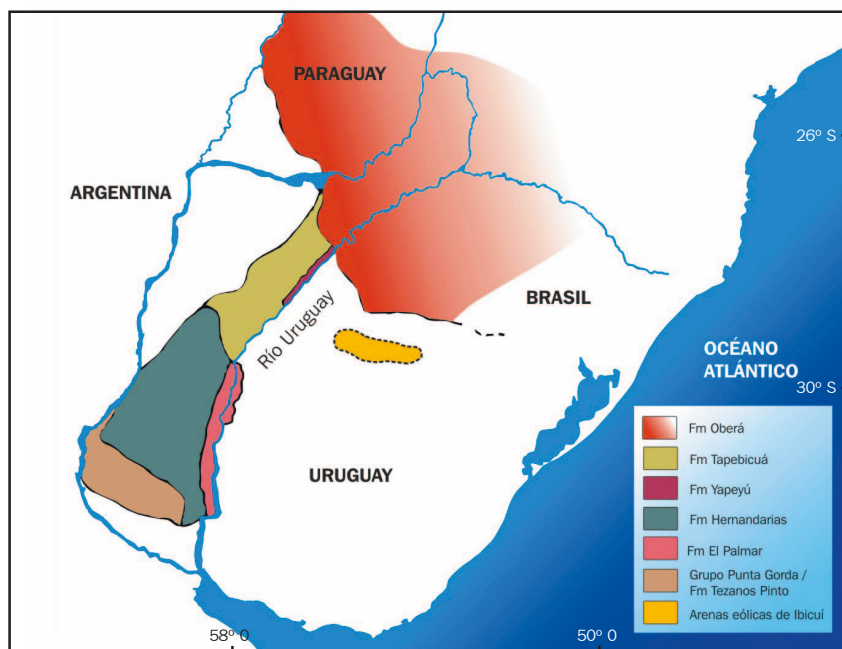 PARAGUAY
26º S
ARGENTINA
BRASIL
Río Uruguay
OCÉANO
ATLÁNTICO
30º S
URUGUAY
Fm Oberá
Fm Tapebicuá
Fm Yapeyú
Fm Hernandarias
Fm El Palmar
Grupo Punta Gorda /
Fm Tezanos Pinto
Arenas eólicas de Ibicuí
58º 0
50º 0